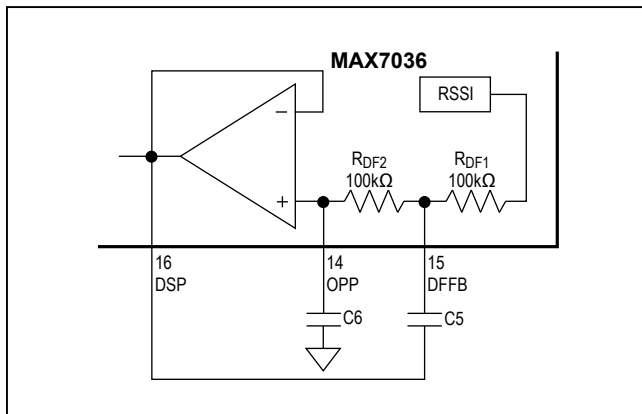 MAX7036
RSSI
−
+
RDF2
100kΩ
RDF1
100kΩ
16
DSP
14
OPP
15
DFFB
C6
C5